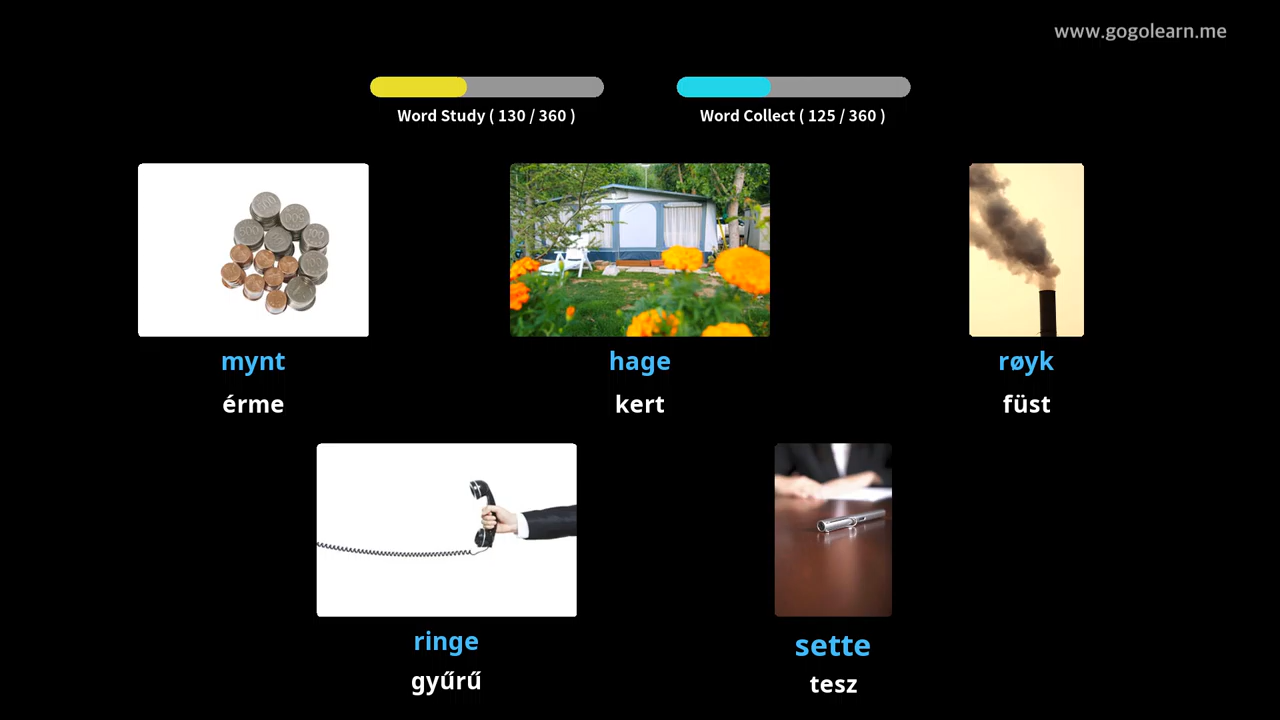 www.gogolearn.me
Word Study ( 130 / 360 )
Word Collect ( 125 / 360 )
mynt
hage
røyk
érme
kert
füst
ringe
sette
gyűrű
tesz